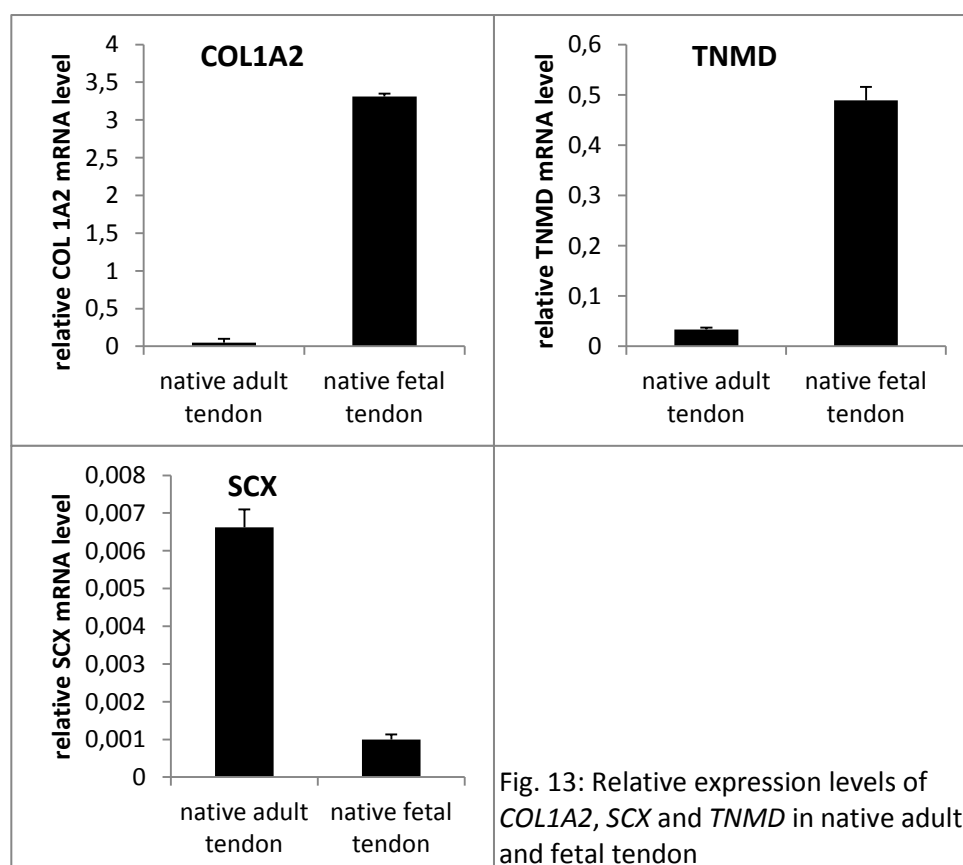 COL1A2
relative COL 1A2 mRNA level
4
3,5
3
2,5
2
1,5
1
0,5
0
native adult
tendon
native fetal
tendon
TNMD
relative TNMD mRNA level
0,6
0,5
0,4
0,3
0,2
0,1
0
native adult
tendon
native fetal
tendon
SCX
relative SCX mRNA level
0,008
0,007
0,006
0,005
0,004
0,003
0,002
0,001
0
native adult
tendon
native fetal
tendon
Fig. 13: Relative expression levels of
COL1A2, SCX and TNMD in native adult
and fetal tendon